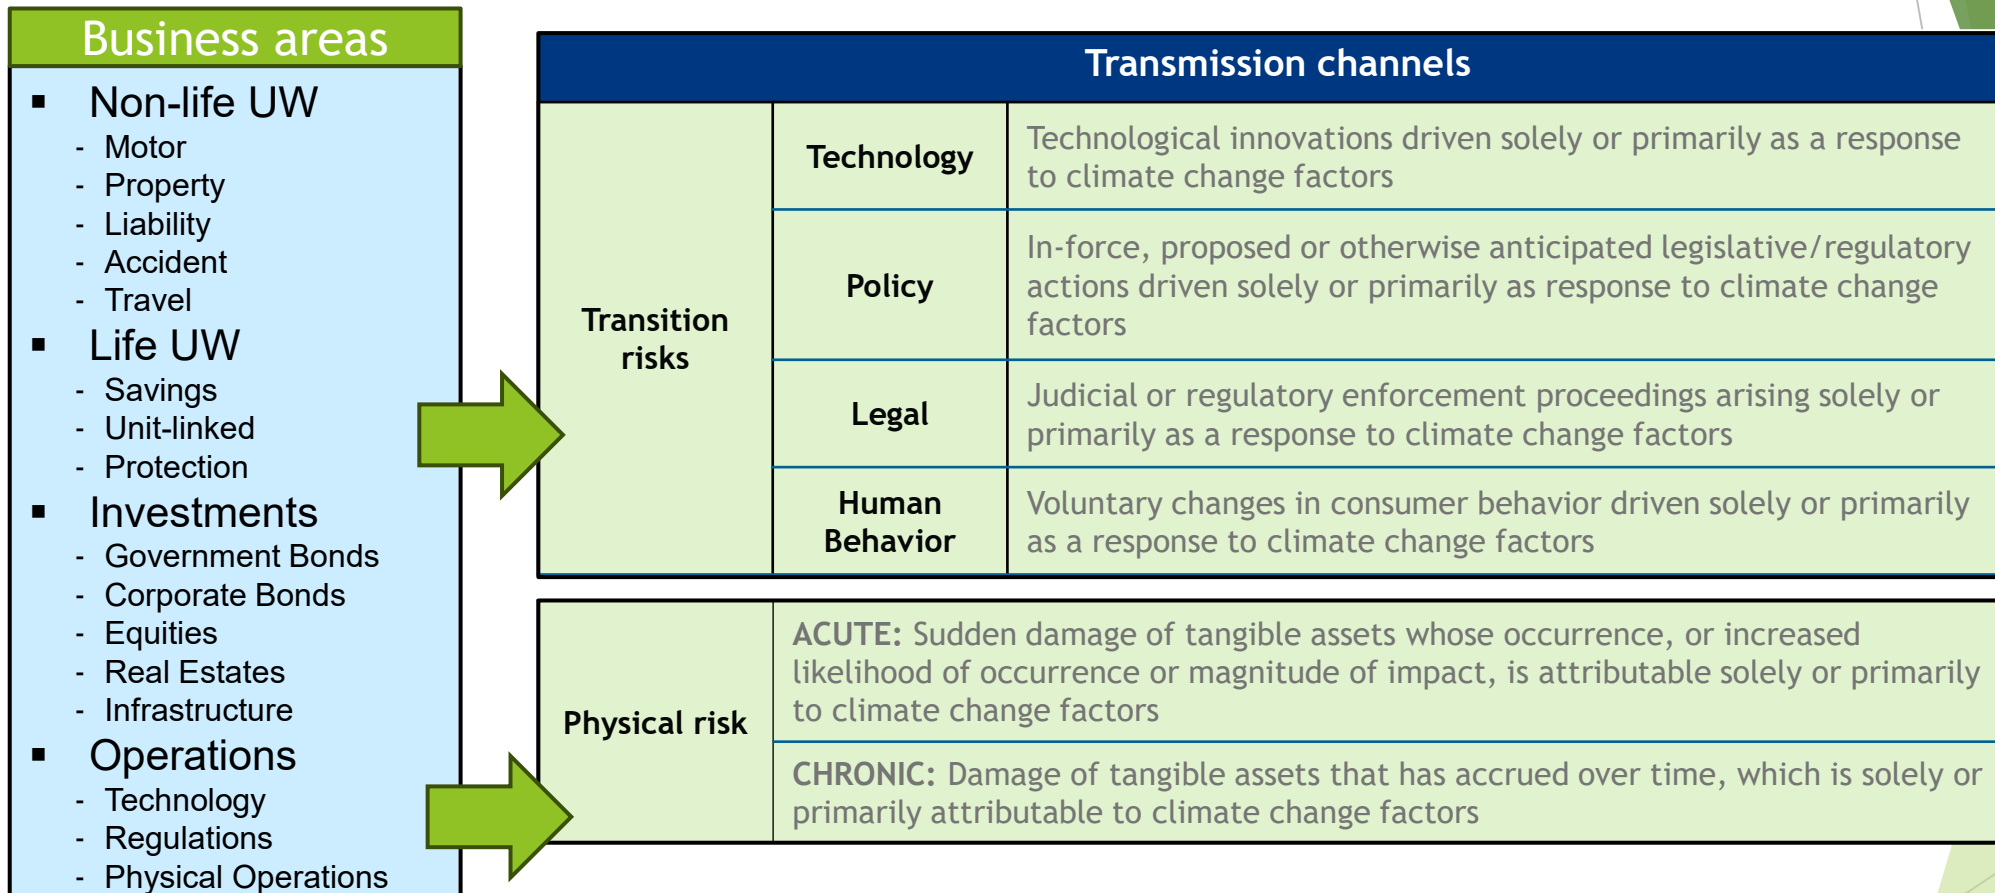 Business areas
▪ Non-life UW
- Motor
- Property
- Liability
- Accident
- Travel
▪ Life UW
- Savings
- Unit-linked
- Protection
▪ Investments
- Government Bonds
- Corporate Bonds
- Equities
- Real Estates
- Infrastructure
▪ Operations
- Technology
- Regulations
- Physical Operations
Transmission channels
Transition
risks
Technology
Technological innovations driven solely or primarily as a response
to climate change factors
Policy
In-force, proposed or otherwise anticipated legislative/regulatory
actions driven solely or primarily as response to climate change
factors
Legal
Judicial or regulatory enforcement proceedings arising solely or
primarily as a response to climate change factors
Human
Behavior
Voluntary changes in consumer behavior driven solely or primarily
as a response to climate change factors
Physical risk
ACUTE: Sudden damage of tangible assets whose occurrence, or increased
likelihood of occurrence or magnitude of impact, is attributable solely or primarily
to climate change factors
CHRONIC: Damage of tangible assets that has accrued over time, which is solely or
primarily attributable to climate change factors